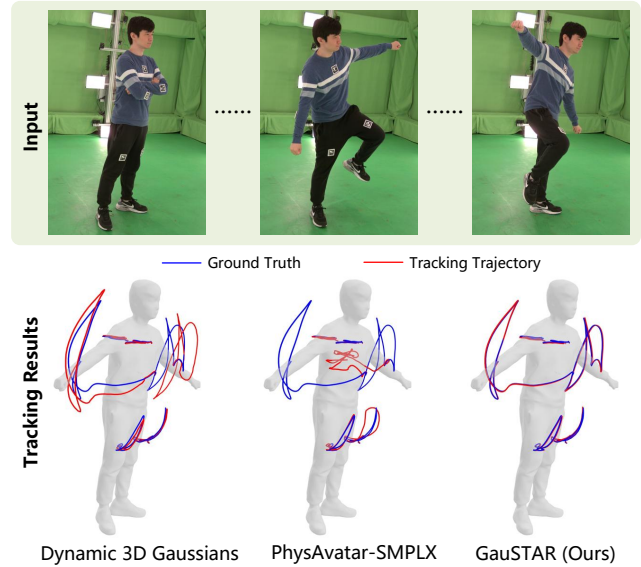 Input
......
......
Ground Truth
Tracking Trajectory
Tracking Results
Dynamic 3D Gaussians
PhysAvatar-SMPLX
GauSTAR (Ours)